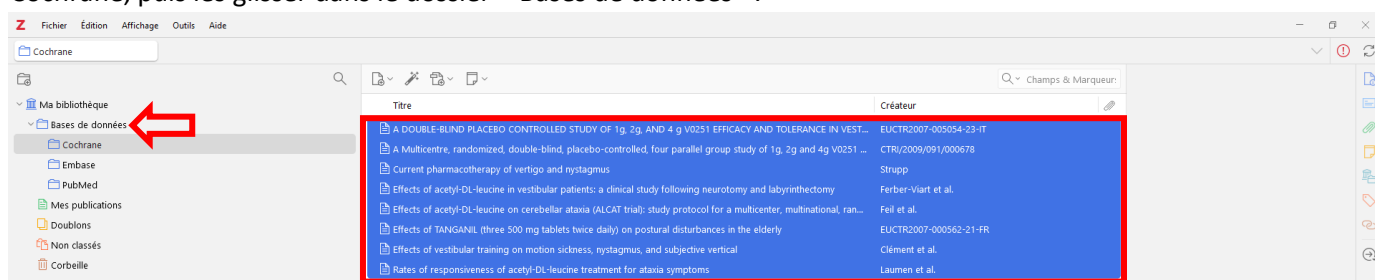 Cochrane, puis les glisser dans le dossier « Bases de données » :
Z Fichier Édition Affichage Outils Aide
Cochrane
Champs & Marqueur:
Ma bibliothèque
Titre Créateur
Bases de données
A DOUBLE-BLIND PLACEBO CONTROLLED STUDY OF 1g, 2g, AND 4 g V0251 EFFICACY AND TOLERANCE IN VEST... EUCTR2007-005054-23-IT
Cochrane
A Multicentre, randomized, double-blind, placebo-controlled, four parallel group study of 1g, 2g and 4g V0251 ... CTRI/2009/091/000678
Embase
Current pharmacotherapy of vertigo and nystagmus Strupp
PubMed
Effects of acetyl-DL-leucine in vestibular patients: a clinical study following neurotomy and labyrinthectomy Ferber-Viart et al.
Mes publications
Effects of acetyl-DL-leucine on cerebellar ataxia (ALCAT trial): study protocol for a multicenter, multinational, ran... Feil et al.
Doublons
Effects of TANGANIL (three 500 mg tablets twice daily) on postural disturbances in the elderly EUCTR2007-000562-21-FR
Non classés
Effects of vestibular training on motion sickness, nystagmus, and subjective vertical Clément et al.
Corbeille
Rates of responsiveness of acetyl-DL-leucine treatment for ataxia symptoms Laumen et al.